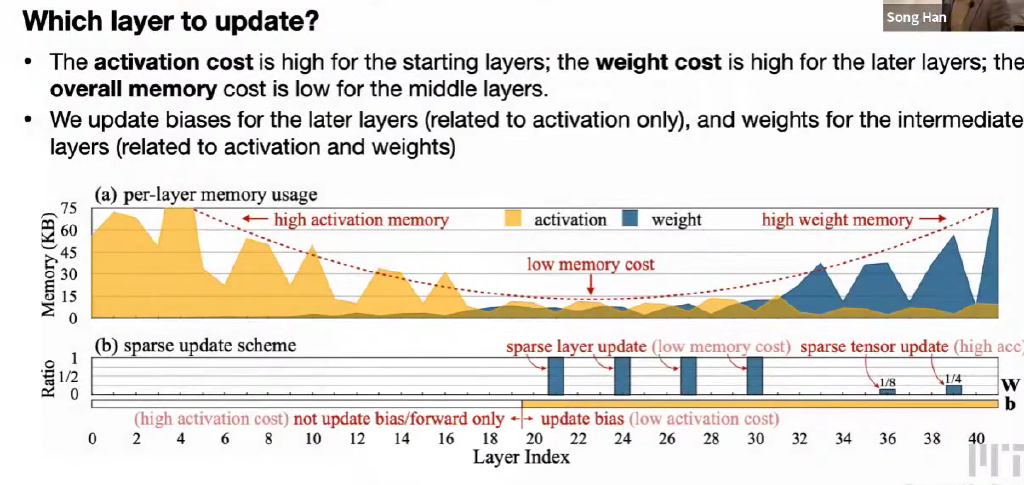 Which layer to update?
Song Han
• The activation cost is high for the starting layers; the weight cost is high for the later layers; the
overall memory cost is low for the middle layers.
• We update biases for the later layers (related to activation only), and weights for the intermediate
layers (related to activation and weights)
(a) per-layer memory usage
75
60
45
30
15
0
Memory (KB)
high activation memory
activation
weight
high weight memory
low memory cost
(b) sparse update scheme
sparse layer update (low memory cost) sparse tensor update (high acc)
1
1/2
0
Ratio
1/8
1/4
W
b
(high activation cost) not update bias/forward only
update bias (low activation cost)
0 2 4 6 8 10 12 14 16 18 20 22 24 26 28 30 32 34 36 38 40
Layer Index